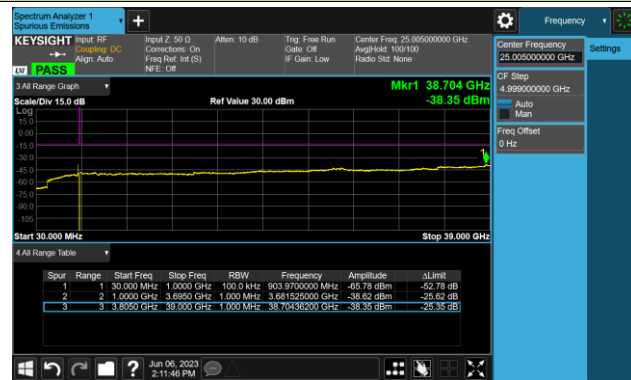 Spectrum Analyzer 1
Spurious Emissions
Frequency
KEYSIGHT Input: RF
Coupling: DC
Align: Auto
Input Z: 50 Ω
Corrections: On
Freq Ref: Int (S)
NFE: Off
Atten: 10 dB
Trig: Free Run
Gate: Off
IF Gain: Low
Center Freq: 25.005000000 GHz
Avg|Hold: 100/100
Radio Std: None
LXI PASS
Center Frequency
25.005000000 GHz
Settings
CF Step
4.999000000 GHz
Auto
Man
Freq Offset
0 Hz
3 All Range Graph
Mkr1 38.704 GHz
Scale/Div 15.0 dB Ref Value 30.00 dBm -38.35 dBm
Log
15.0
0.00
-15.0
-30.0
-45.0
-60.0
-75.0
-90.0
-105
1
Start 30.000 MHz Stop 39.000 GHz
4 All Range Table
Spur Range Start Freq Stop Freq RBW Frequency Amplitude ΔLimit
1 1 30.000 MHz 1.0000 GHz 100.0 kHz 903.9700000 MHz -65.78 dBm -52.78 dB
2 2 1.0000 GHz 3.6950 GHz 1.000 MHz 3.681525000 GHz -38.62 dBm -25.62 dB
3 3 3.8050 GHz 39.000 GHz 1.000 MHz 38.70436200 GHz -38.35 dBm -25.35 dB
? Jun 06, 2023
2:11:46 PM